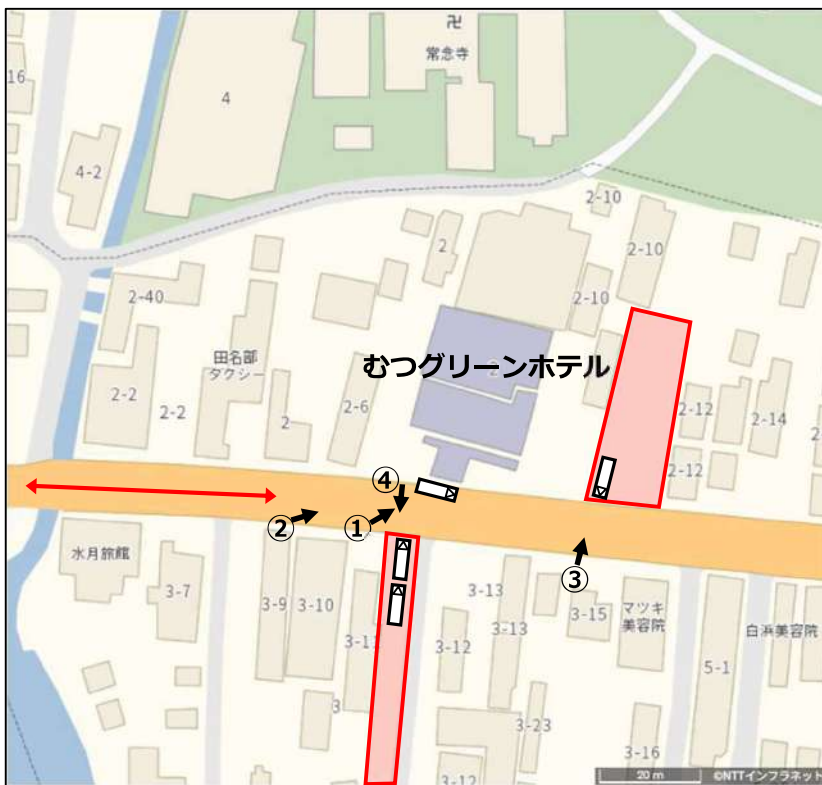 卍
常念寺
16
4
4-2
2-10
2
2-10
2-40
2-10
むつグリーンホテル
田名部
タクシー
2-2
2-2
2
2-6
2-12
2-14
2-12
④
②
①
③
水月旅館
3-7
3-9
3-10
3-11
3-13
3-13
3-12
3-15
マツキ
美容院
白浜美容院
5-1
3
3-23
3-16
3-12
20 m
©NTTインフラネット